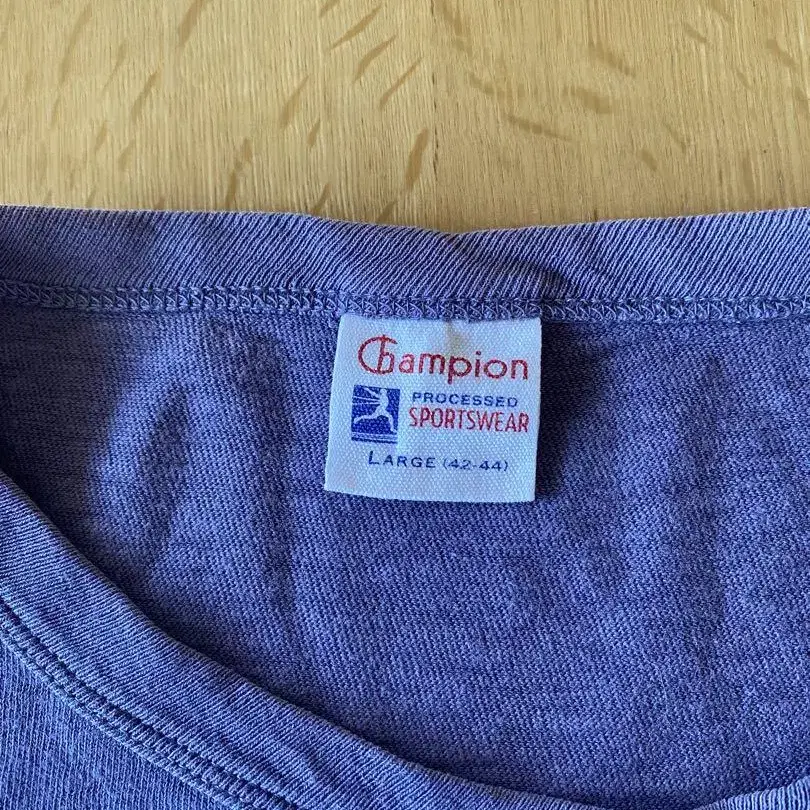 Champion
PROCESSED
SPORTSWEAR
LARGE (42-44)